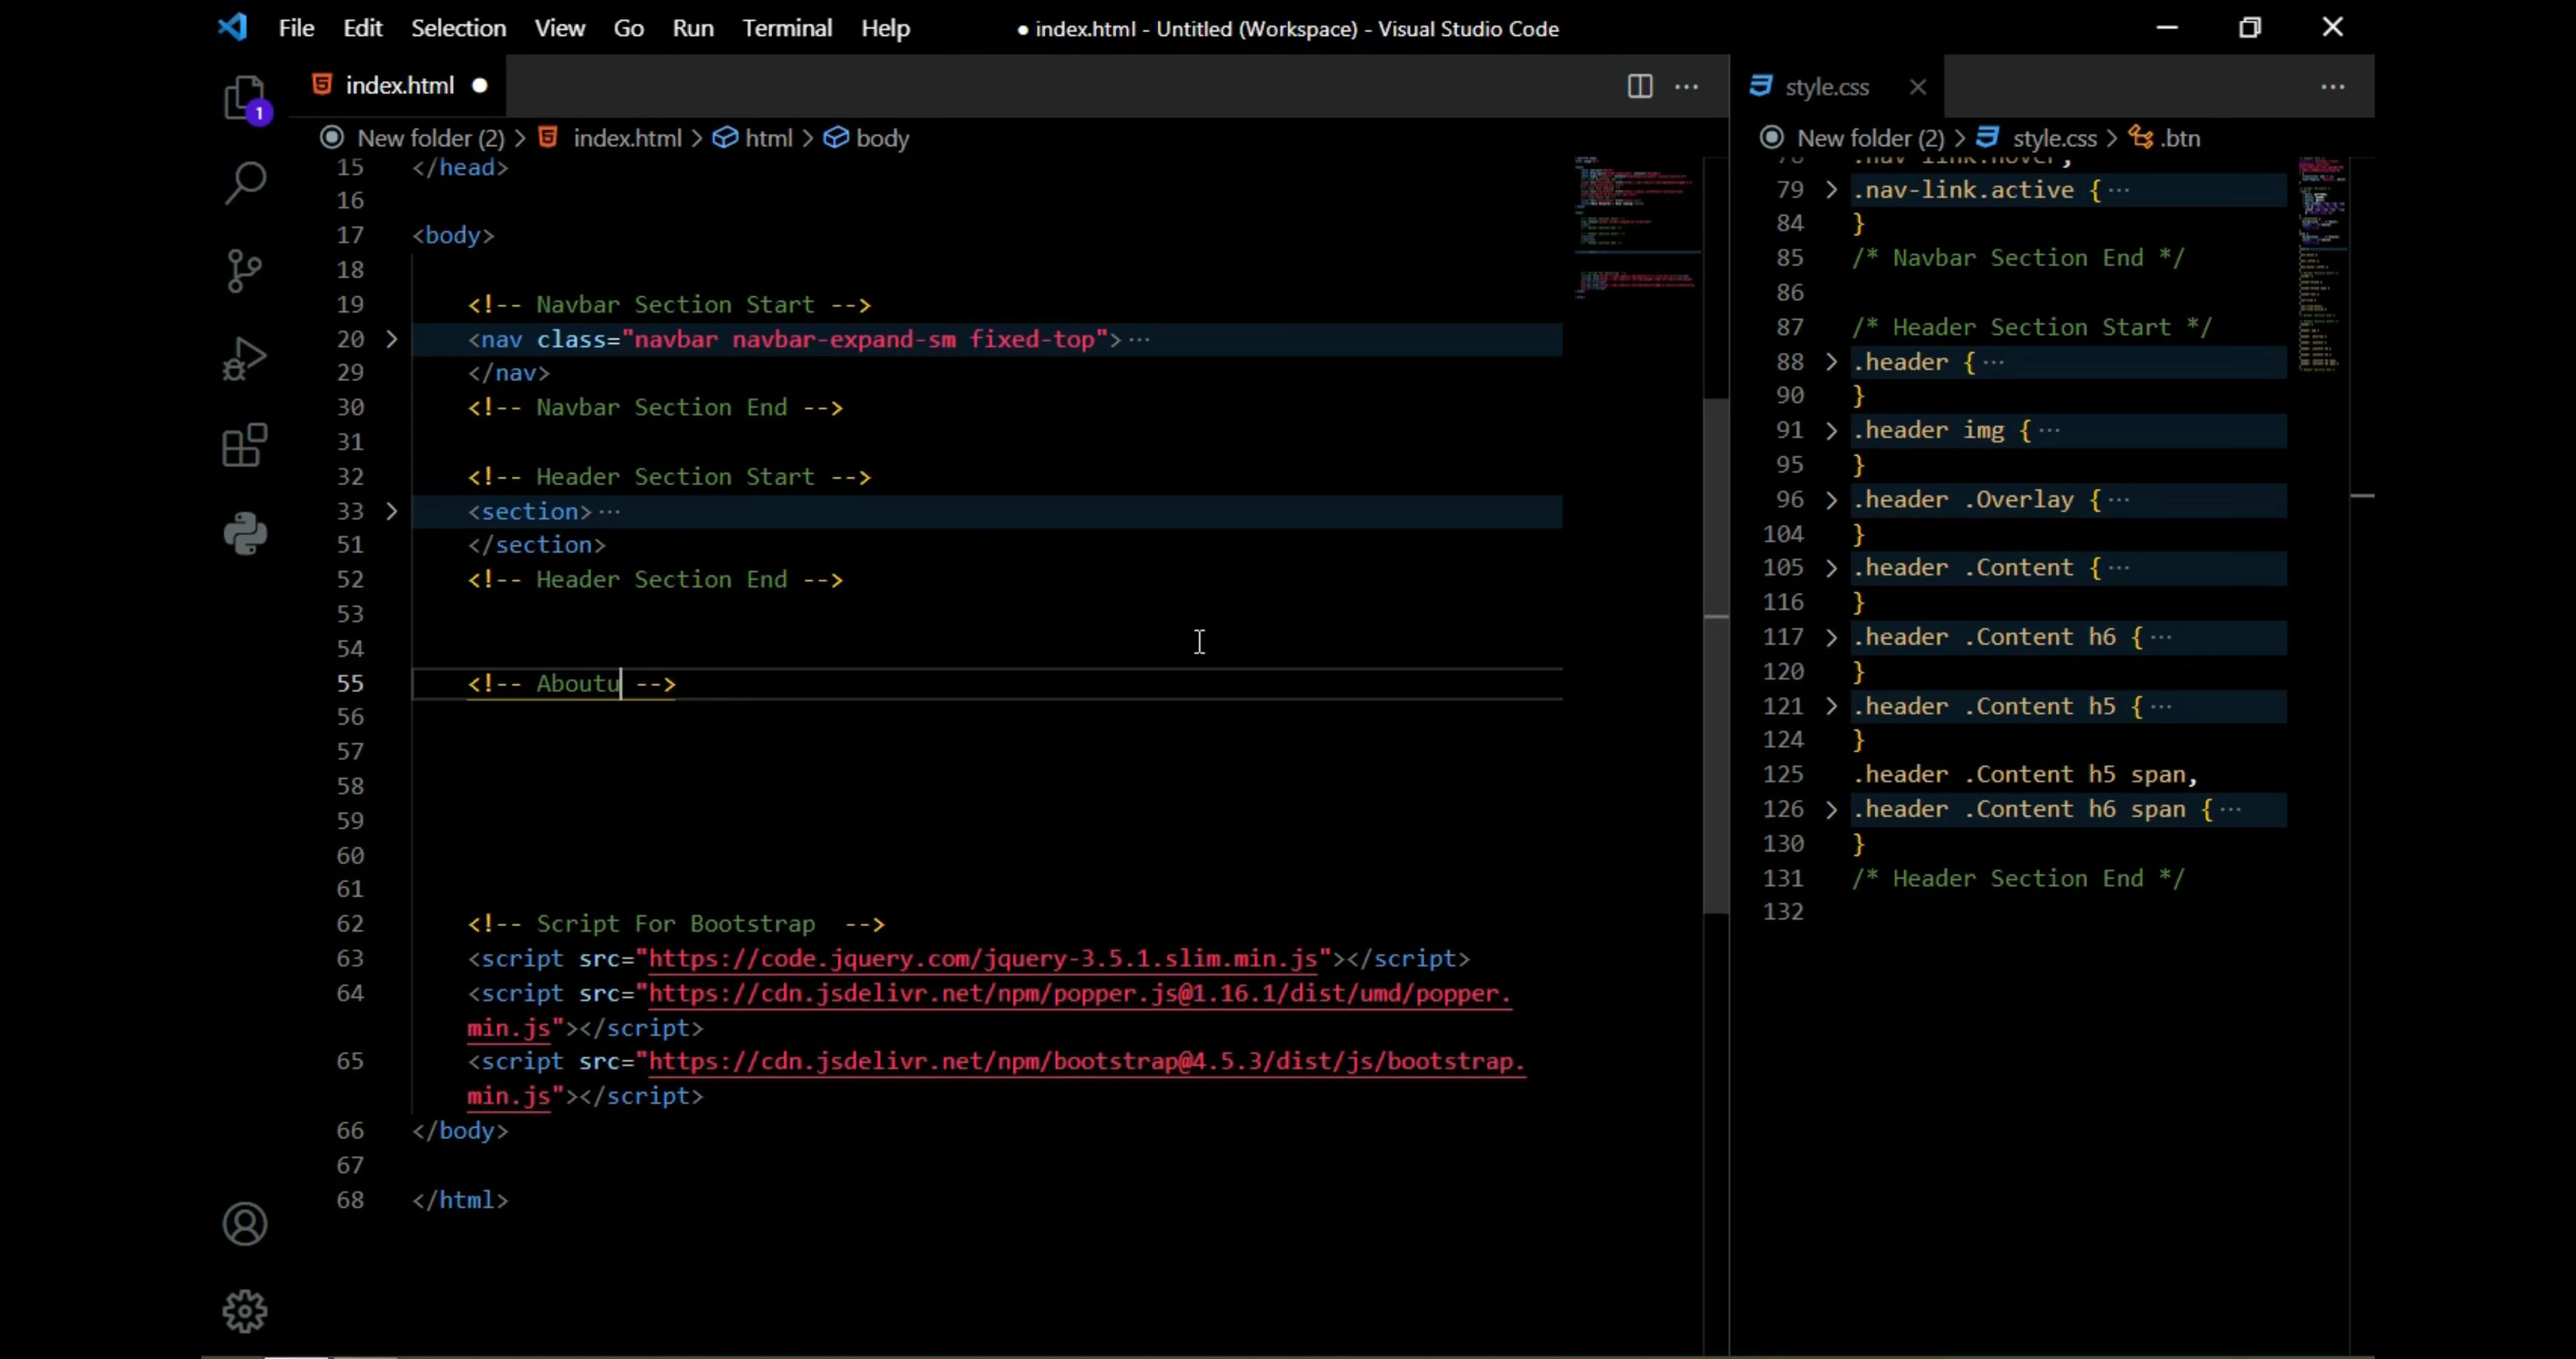 File Edit Selection View Go Run Terminal Help ● index.html - Untitled (Workspace) - Visual Studio Code
1
index.html ●
New folder (2) > index.html > html > body
15 </head>
16
17 <body>
18
19 <!-- Navbar Section Start -->
20 <nav class="navbar navbar-expand-sm fixed-top">···
29 </nav>
30 <!-- Navbar Section End -->
31
32 <!-- Header Section Start -->
33 <section>···
51 </section>
52 <!-- Header Section End -->
53
54
55 <!-- Aboutu -->
56
57
58
59
60
61
62 <!-- Script For Bootstrap  -->
63 <script src="https://code.jquery.com/jquery-3.5.1.slim.min.js"></script>
64 <script src="https://cdn.jsdelivr.net/npm/popper.js@1.16.1/dist/umd/popper.
min.js"></script>
65 <script src="https://cdn.jsdelivr.net/npm/bootstrap@4.5.3/dist/js/bootstrap.
min.js"></script>
66 </body>
67
68 </html>
style.css
New folder (2) > style.css > .btn
78 .nav-link:hover,
79 .nav-link.active {···
84 }
85 /* Navbar Section End */
86
87 /* Header Section Start */
88 .header {···
90 }
91 .header img {···
95 }
96 .header .Overlay {···
104 }
105 .header .Content {···
116 }
117 .header .Content h6 {···
120 }
121 .header .Content h5 {···
124 }
125 .header .Content h5 span,
126 .header .Content h6 span {···
130 }
131 /* Header Section End */
132